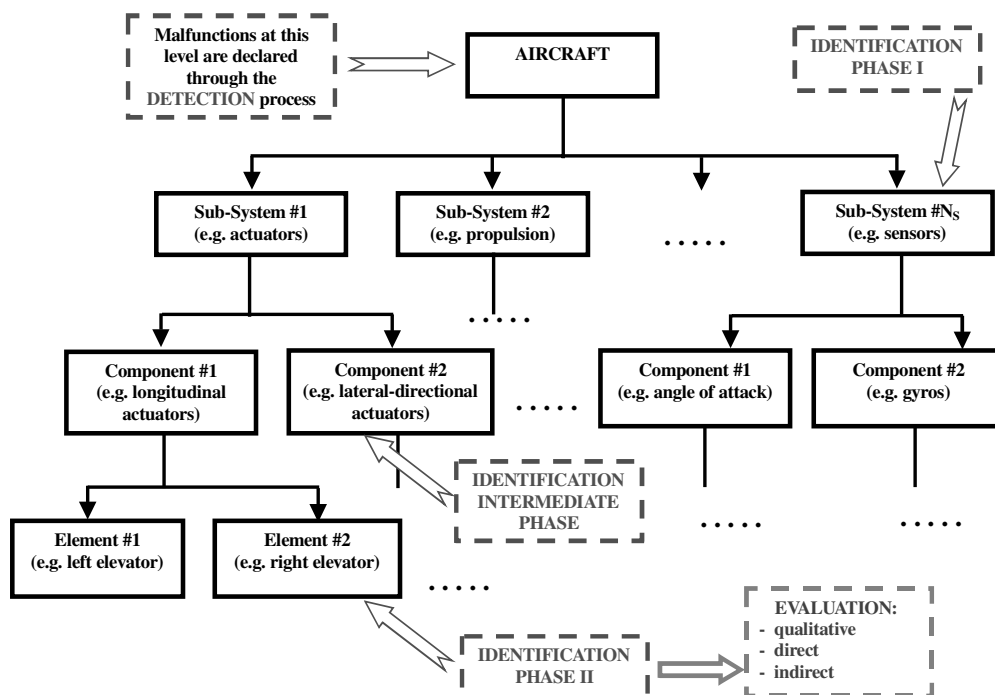 Malfunctions at this
level are declared
through the
DETECTION process
AIRCRAFT
IDENTIFICATION
PHASE I
Sub-System #1
(e.g. actuators)
Sub-System #2
(e.g. propulsion)
.....
Sub-System #NS
(e.g. sensors)
.....
Component #1
(e.g. longitudinal
actuators)
Component #2
(e.g. lateral-directional
actuators)
.....
Component #1
(e.g. angle of attack)
Component #2
(e.g. gyros)
IDENTIFICATION
INTERMEDIATE
PHASE
.....
.....
Element #1
(e.g. left elevator)
Element #2
(e.g. right elevator)
.....
IDENTIFICATION
PHASE II
EVALUATION:
- qualitative
- direct
- indirect